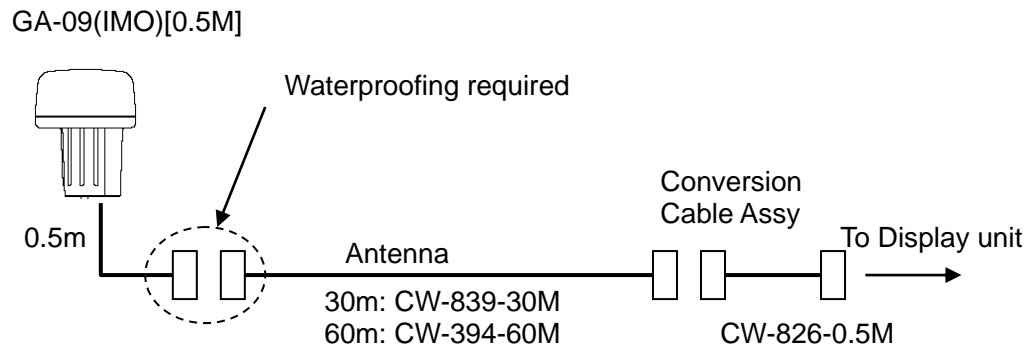 GA-09(IMO)[0.5M]
Waterproofing required
Conversion
Cable Assy
0.5m
Antenna
To Display unit
30m: CW-839-30M
60m: CW-394-60M
CW-826-0.5M